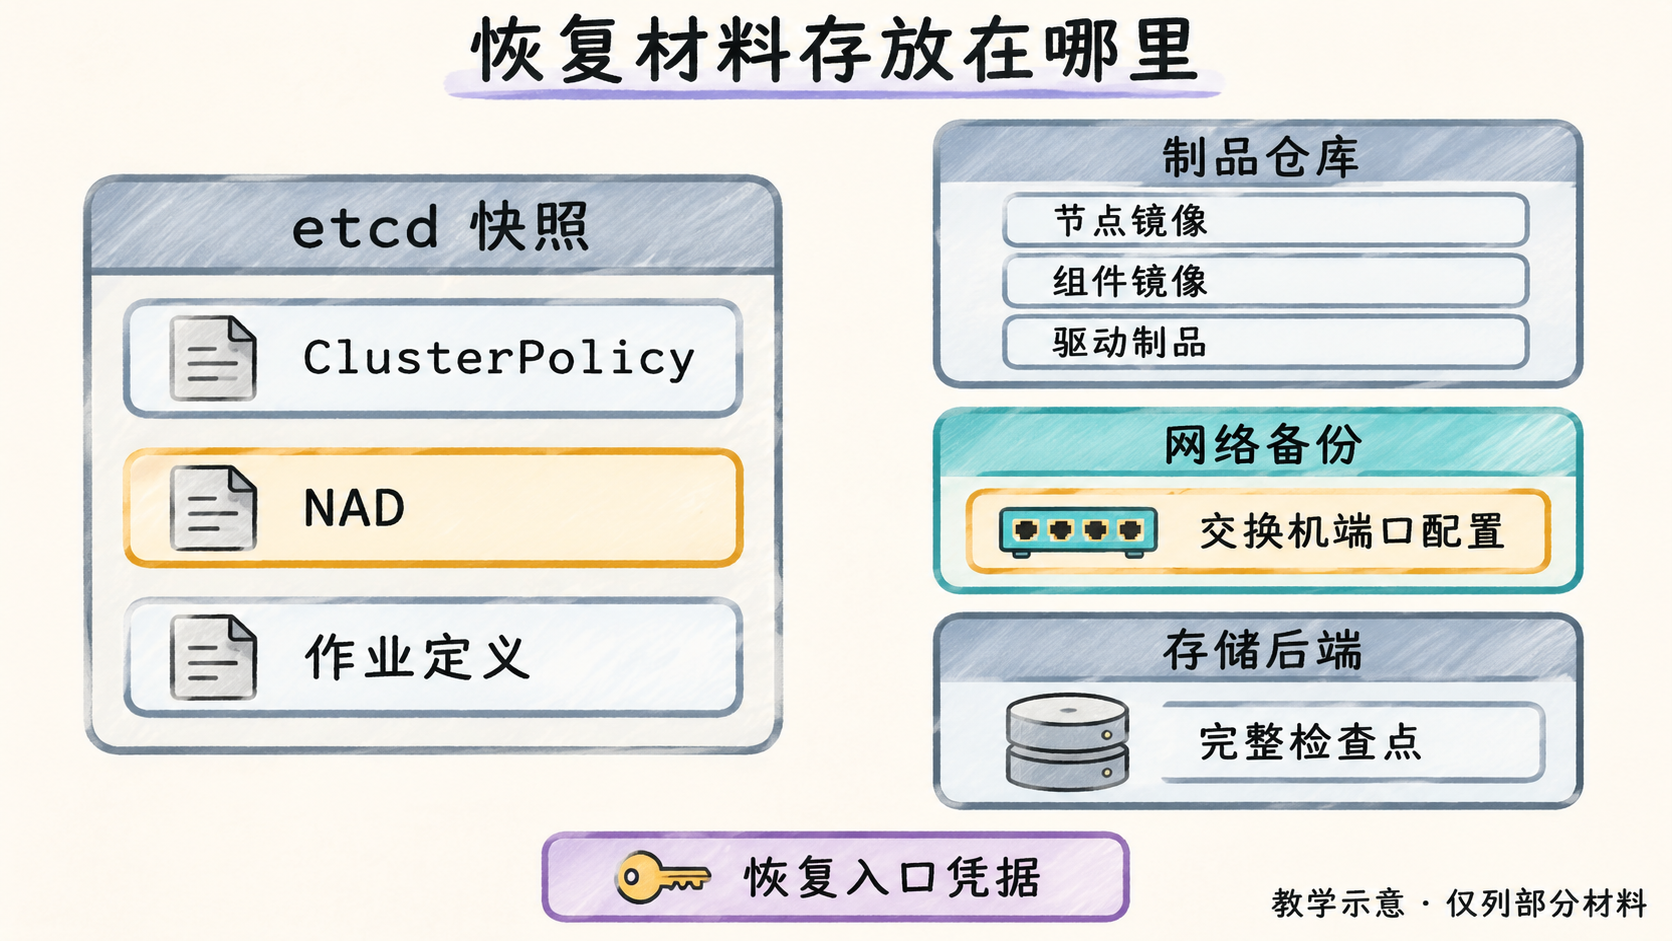 恢复材料存放在哪里
etcd 快照
ClusterPolicy
NAD
作业定义
制品仓库
节点镜像
组件镜像
驱动制品
网络备份
交换机端口配置
存储后端
完整检查点
恢复入口凭据
教学示意 · 仅列部分材料